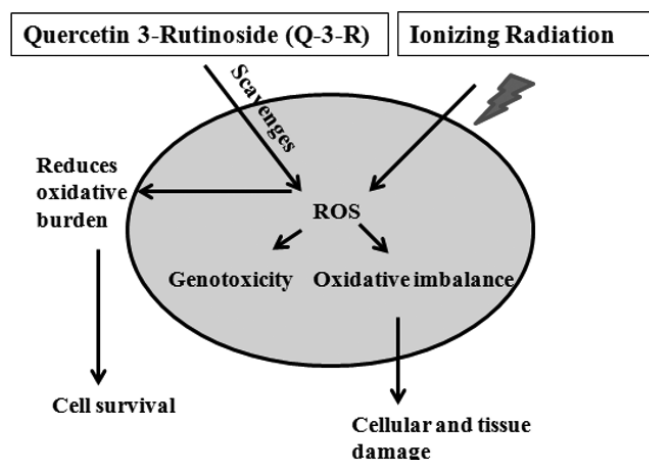 Quercetin 3-Rutinoside (Q-3-R)
Ionizing Radiation
Scavenges
Reduces
oxidative
burden
ROS
Genotoxicity
Oxidative imbalance
Cell survival
Cellular and tissue
damage